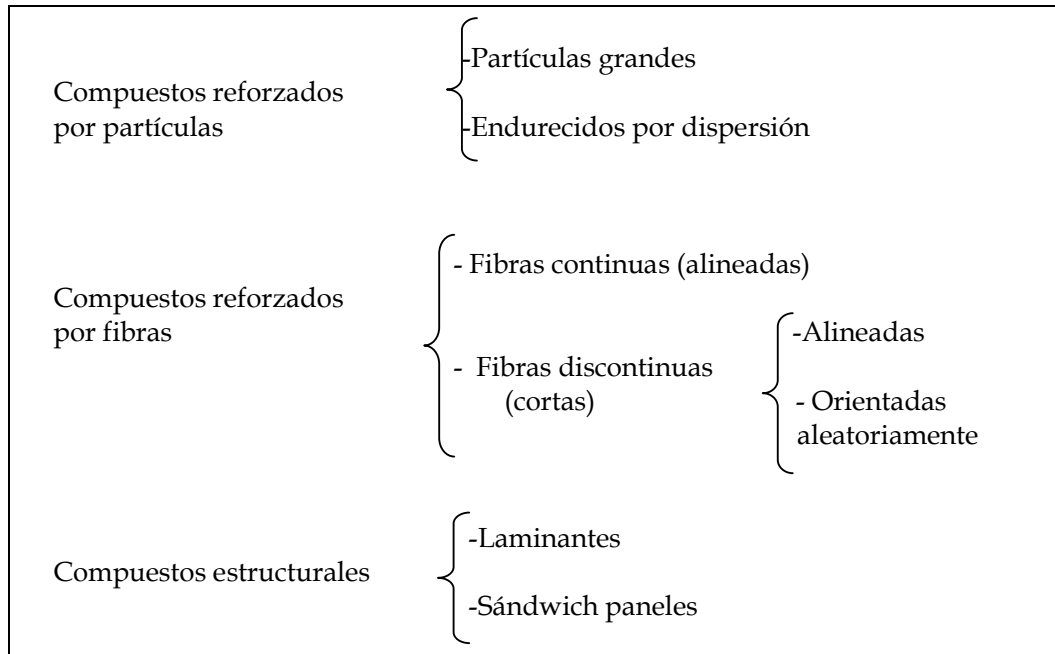 Compuestos reforzados
por partículas
-Partículas grandes
-Endurecidos por dispersión
Compuestos reforzados
por fibras
- Fibras continuas (alineadas)
- Fibras discontinuas
(cortas)
-Alineadas
- Orientadas
aleatoriamente
Compuestos estructurales
-Laminantes
-Sándwich paneles